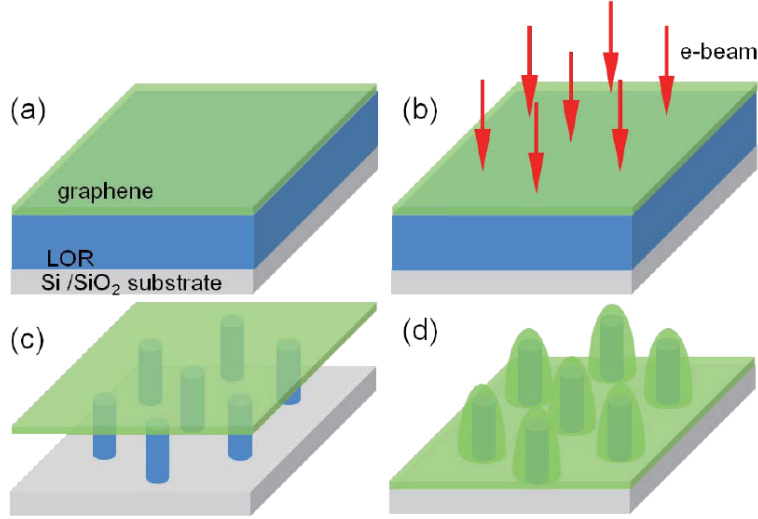 (a)
graphene
LOR
Si /SiO₂ substrate
(b)
e-beam
(c)
(d)